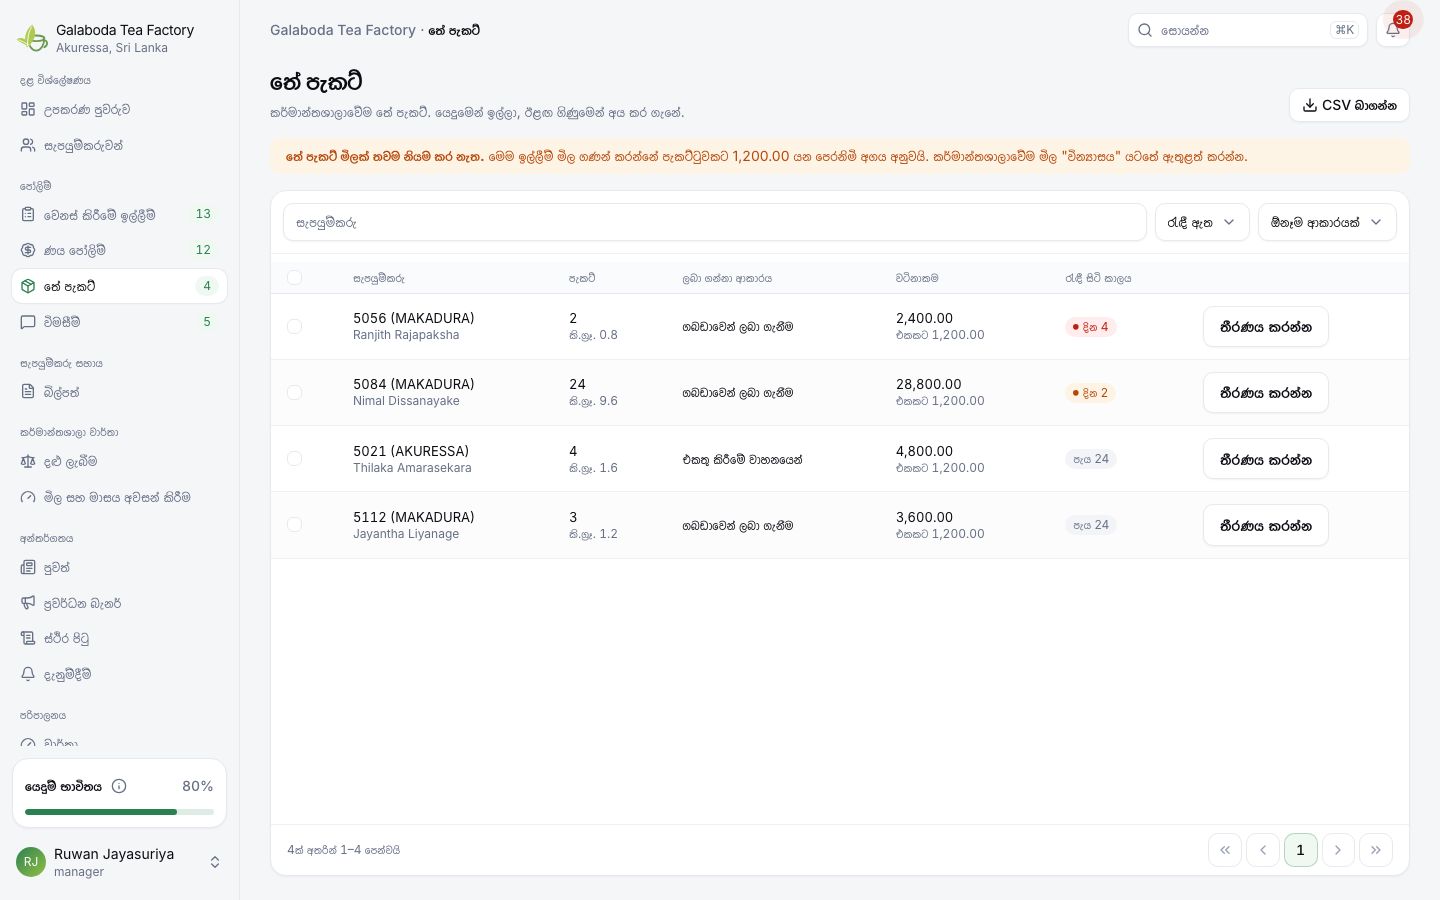 Galaboda Tea Factory
Akuressa, Sri Lanka
දළ විශ්ලේෂණය
උපකරණ පුවරුව
සැපයුම්කරුවන්
පෝලිම්
වෙනස් කිරීමේ ඉල්ලීම් 13
ණය පෝලිම් 12
තේ පැකට් 4
විමසීම් 5
සැපයුම්කරු සහාය
බිල්පත්
කර්මාන්තශාලා වාර්තා
දළු ලැබීම්
මිල සහ මාසය අවසන් කිරීම
අන්තර්ගතය
පුවත්
ප්‍රවර්ධන බැනර්
ස්ථිර පිටු
දැනුම්දීම්
පරිපාලනය
වාර්තා
යෙදුම් භාවිතය 80%
RJ
Ruwan Jayasuriya
manager
Galaboda Tea Factory · තේ පැකට්
සොයන්න ⌘K
38
තේ පැකට්
කර්මාන්තශාලාවේම තේ පැකට්. යෙදුමෙන් ඉල්ලා, ඊළඟ ගිණුමෙන් අය කර ගැනේ.
CSV බාගන්න
තේ පැකට් මිලක් තවම නියම කර නැත. මෙම ඉල්ලීම් මිල ගණන් කරන්නේ පැකට්ටුවකට 1,200.00 යන පෙරනිමි අගය අනුවයි. කර්මාන්තශාලාවේම මිල "වින්‍යාසය" යටතේ ඇතුළත් කරන්න.
සැපයුම්කරු
රැඳී ඇත
ඕනෑම ආකාරයක්
සැපයුම්කරු පැකට් ලබා ගන්නා ආකාරය වටිනාකම රැඳී සිටි කාලය
5056 (MAKADURA) 2 ගබඩාවෙන් ලබා ගැනීම 2,400.00 දින 4 තීරණය කරන්න
Ranjith Rajapaksha කි.ග්‍රෑ. 0.8 එකකට 1,200.00
5084 (MAKADURA) 24 ගබඩාවෙන් ලබා ගැනීම 28,800.00 දින 2 තීරණය කරන්න
Nimal Dissanayake කි.ග්‍රෑ. 9.6 එකකට 1,200.00
5021 (AKURESSA) 4 එකතු කිරීමේ වාහනයෙන් 4,800.00 පැය 24 තීරණය කරන්න
Thilaka Amarasekara කි.ග්‍රෑ. 1.6 එකකට 1,200.00
5112 (MAKADURA) 3 ගබඩාවෙන් ලබා ගැනීම 3,600.00 පැය 24 තීරණය කරන්න
Jayantha Liyanage කි.ග්‍රෑ. 1.2 එකකට 1,200.00
4ක් අතරින් 1–4 පෙන්වයි
1